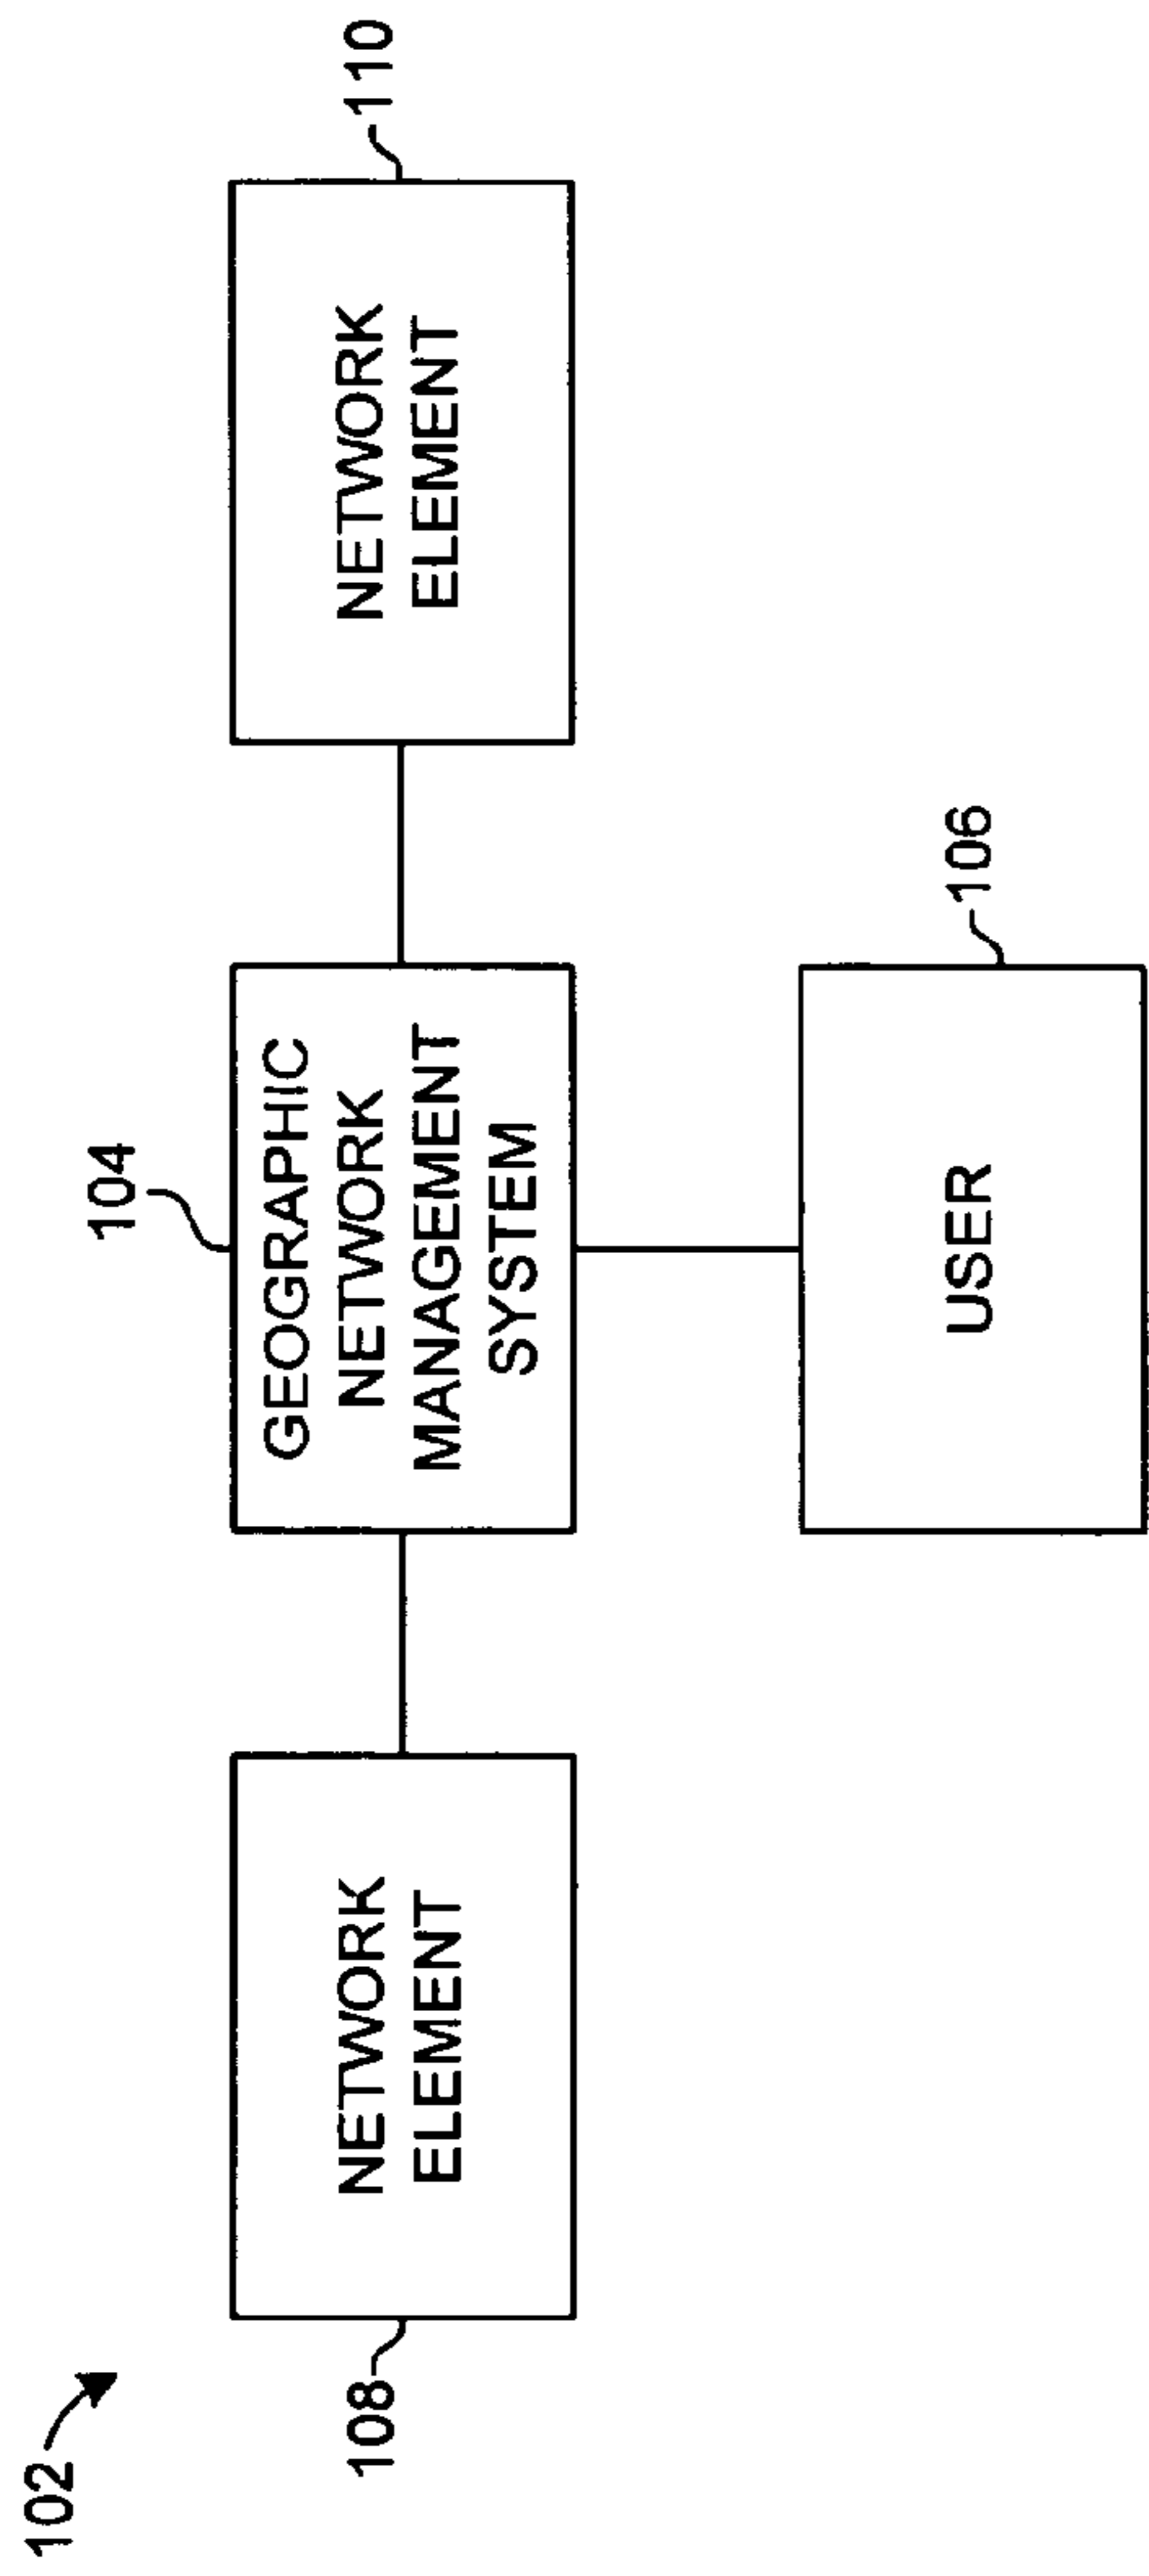 102
104
108
NETWORK
ELEMENT
GEOGRAPHIC
NETWORK
MANAGEMENT
SYSTEM
NETWORK
ELEMENT
110
USER
106